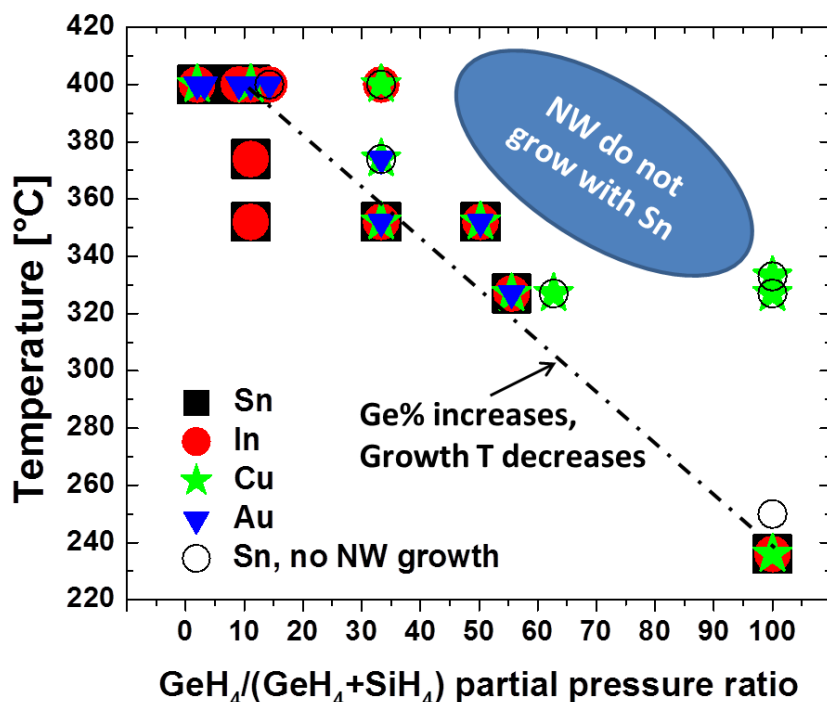 420
400
380
360
340
320
300
280
260
240
220
Temperature [°C]
NW do not
grow with Sn
Ge% increases,
Growth T decreases
Sn
In
Cu
Au
Sn, no NW growth
0 10 20 30 40 50 60 70 80 90 100
GeH₄/(GeH₄+SiH₄) partial pressure ratio